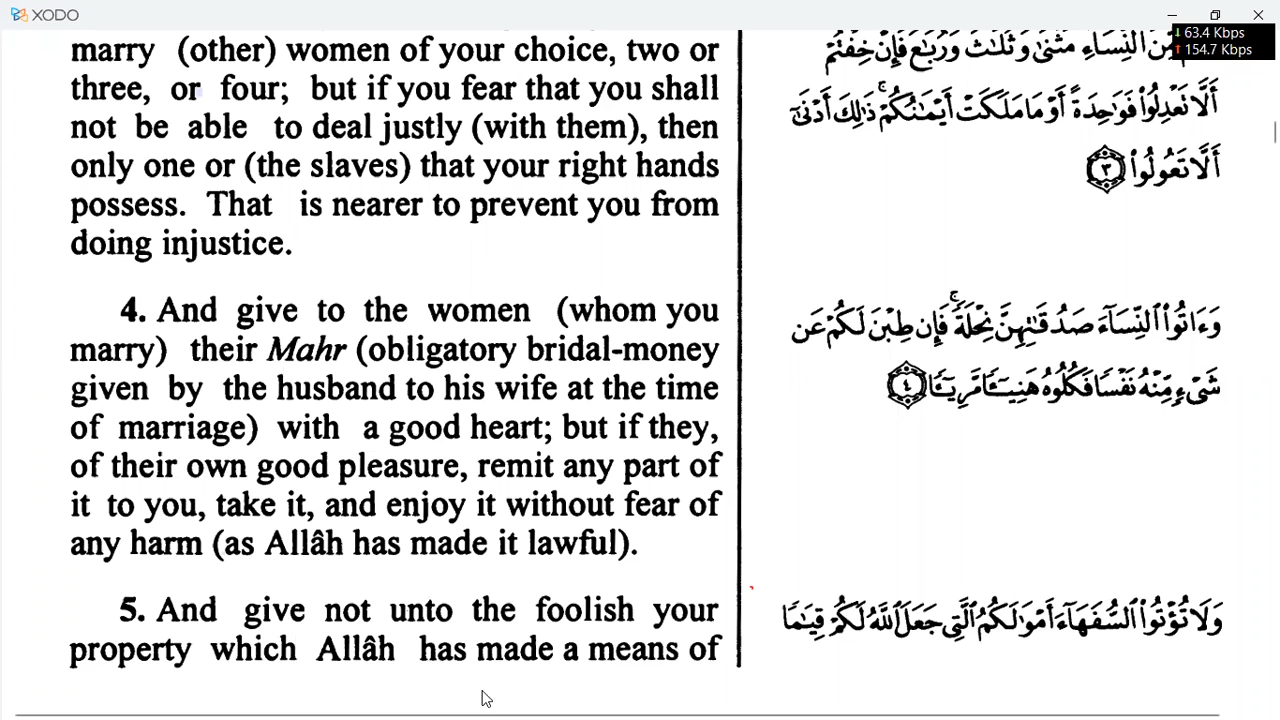 XODO
63.4 Kbps
154.7 Kbps
marry (other) women of your choice, two or
three, or four; but if you fear that you shall
not be able to deal justly (with them), then
only one or (the slaves) that your right hands
possess. That is nearer to prevent you from
doing injustice.
4. And give to the women (whom you
marry) their Mahr (obligatory bridal-money
given by the husband to his wife at the time
of marriage) with a good heart; but if they,
of their own good pleasure, remit any part of
it to you, take it, and enjoy it without fear of
any harm (as Allâh has made it lawful).
5. And give not unto the foolish your
property which Allâh has made a means of
مِّنَ ٱلنِّسَآءِ مَثْنَىٰ وَثُلَٰثَ وَرُبَٰعَ فَإِنْ خِفْتُمْ
أَلَّا تَعْدِلُوا۟ فَوَٰحِدَةً أَوْ مَا مَلَكَتْ أَيْمَٰنُكُمْ ۚ ذَٰلِكَ أَدْنَىٰٓ
أَلَّا تَعُولُوا۟ ٣
وَءَاتُوا۟ ٱلنِّسَآءَ صَدُقَٰتِهِنَّ نِحْلَةً ۚ فَإِن طِبْنَ لَكُمْ عَن
شَىْءٍ مِّنْهُ نَفْسًا فَكُلُوهُ هَنِيٓـًٔا مَّرِيٓـًٔا ٤
وَلَا تُؤْتُوا۟ ٱلسُّفَهَآءَ أَمْوَٰلَكُمُ ٱلَّتِى جَعَلَ ٱللَّهُ لَكُمْ قِيَٰمًا